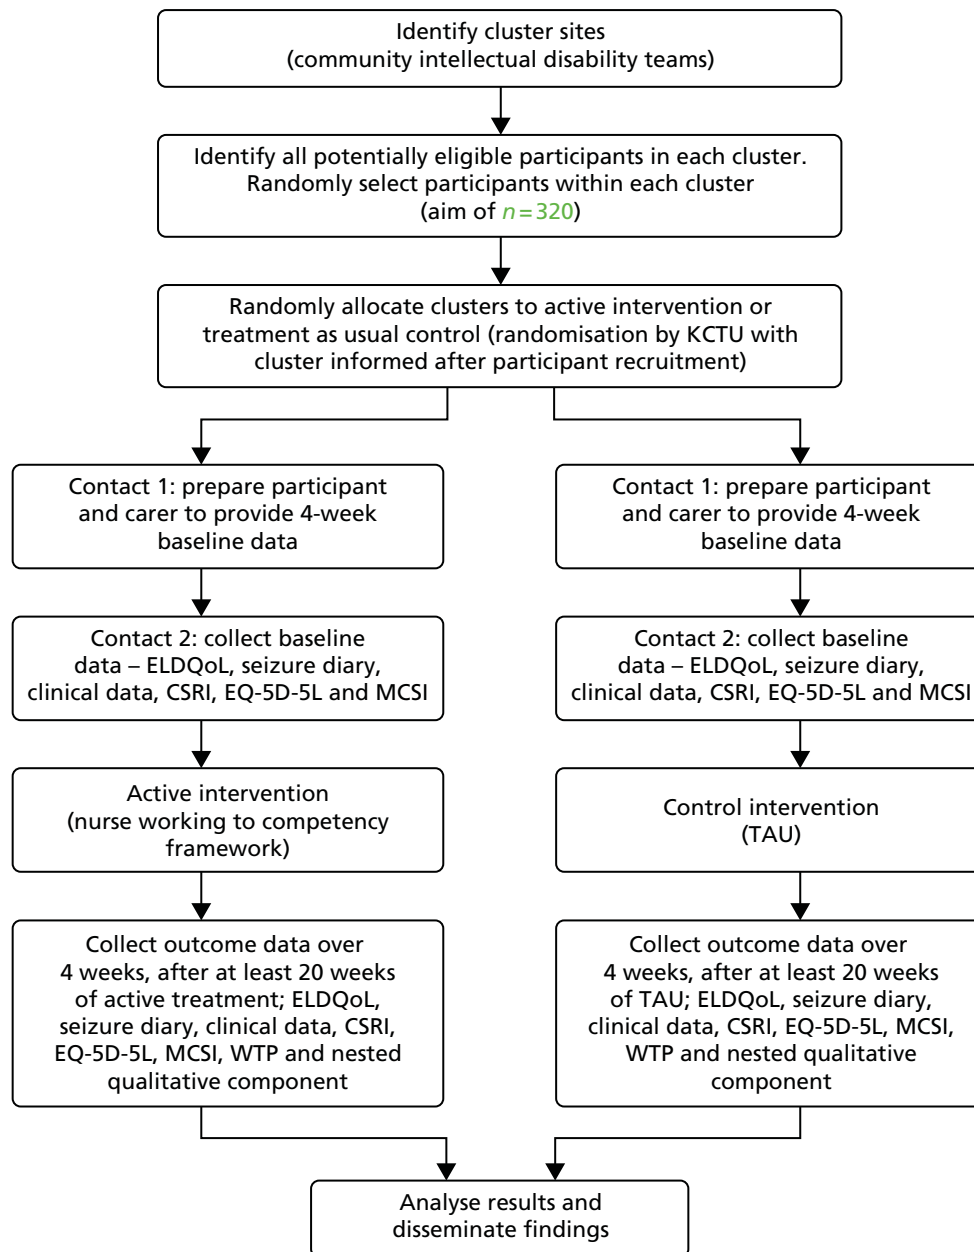 Identify cluster sites
(community intellectual disability teams)
Identify all potentially eligible participants in each cluster.
Randomly select participants within each cluster
(aim of n=320)
Randomly allocate clusters to active intervention or
treatment as usual control (randomisation by KCTU with
cluster informed after participant recruitment)
Contact 1: prepare participant
and carer to provide 4-week
baseline data
Contact 1: prepare participant
and carer to provide 4-week
baseline data
Contact 2: collect baseline
data – ELDQoL, seizure diary,
clinical data, CSRI, EQ-5D-5L and MCSI
Contact 2: collect baseline
data – ELDQoL, seizure diary,
clinical data, CSRI, EQ-5D-5L and MCSI
Active intervention
(nurse working to competency
framework)
Control intervention
(TAU)
Collect outcome data over
4 weeks, after at least 20 weeks
of active treatment; ELDQoL,
seizure diary, clinical data, CSRI,
EQ-5D-5L, MCSI, WTP and nested
qualitative component
Collect outcome data over
4 weeks, after at least 20 weeks
of TAU; ELDQoL, seizure diary,
clinical data, CSRI, EQ-5D-5L, MCSI,
WTP and nested qualitative
component
Analyse results and
disseminate findings